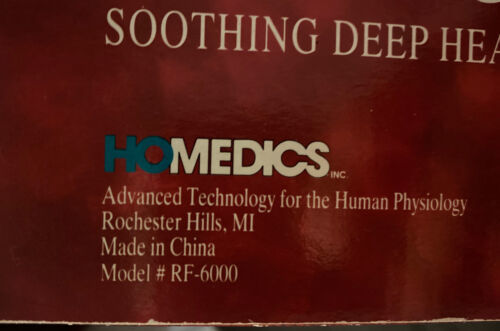 SOOTHING DEEP HEA
HOMEDICS INC.
Advanced Technology for the Human Physiology
Rochester Hills, MI
Made in China
Model # RF-6000